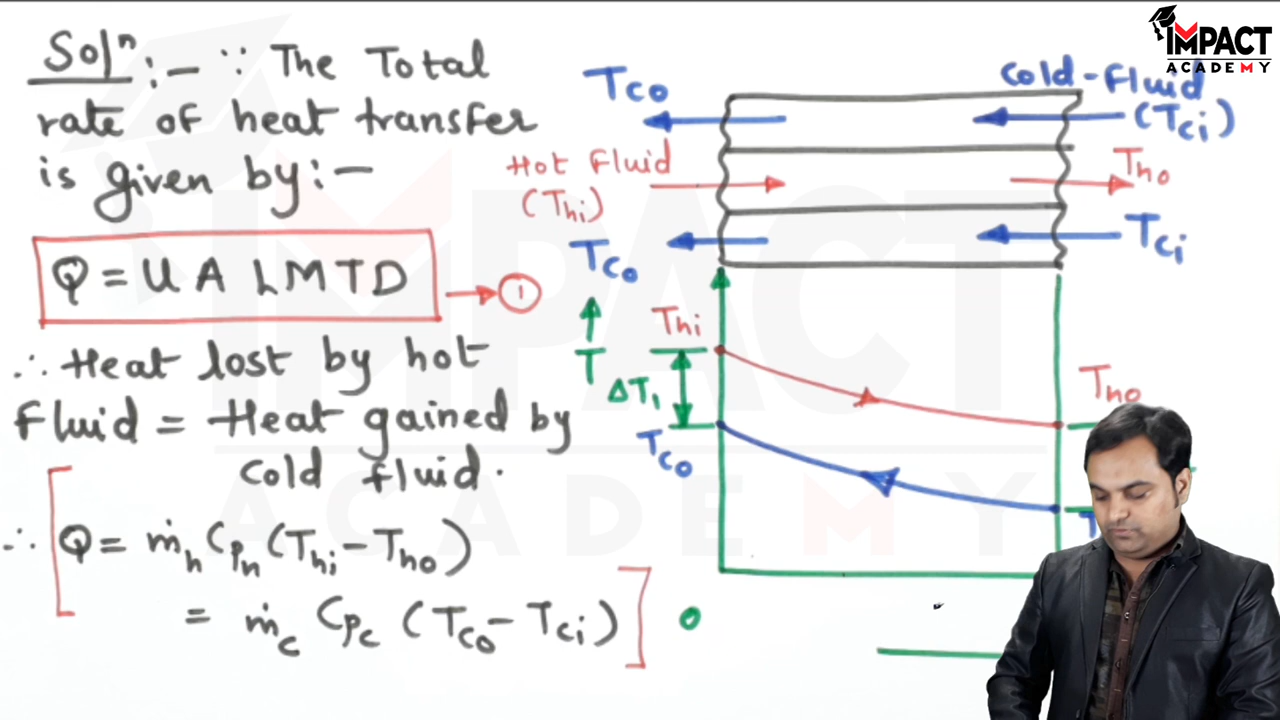 Solⁿ:- ∵ The Total
rate of heat transfer
is given by:-
Q = U A LMTD → ①
∴ Heat lost by hot
Fluid = Heat gained by
cold fluid.
∴ Q = ṁh Cph (Thi - Tho)
= ṁc Cpc (Tco - Tci)
IMPACT
ACADEMY
Tco
Cold-Fluid
(Tci)
Hot Fluid
(Thi)
Tho
Tco
Tci
T
Thi
ΔT1
Tco
Tho
IMPACT
ACADEMY